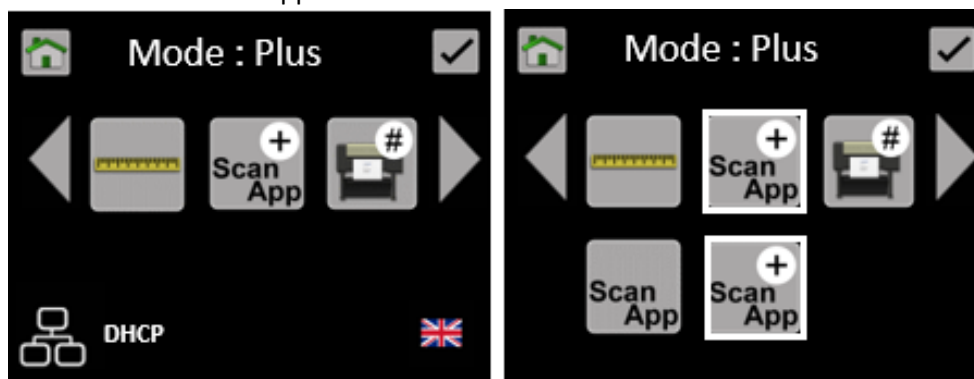 Mode : Plus
+
Scan
App
#
DHCP
Mode : Plus
+
Scan
App
#
Scan
App
+
Scan
App